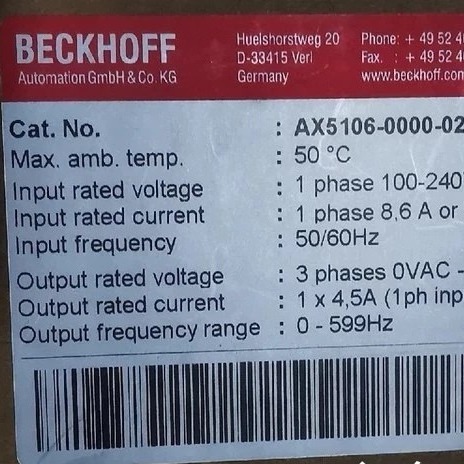 BECKHOFF
Automation GmbH & Co. KG
Huelshorstweg 20
D-33415 Verl
Germany
Phone: + 49 52 4
Fax. : + 49 52 4
www.beckhoff.com
Cat. No. : AX5106-0000-02
Max. amb. temp. : 50 °C
Input rated voltage : 1 phase 100-240
Input rated current : 1 phase 8,6 A or
Input frequency : 50/60Hz
Output rated voltage : 3 phases 0VAC -
Output rated current : 1 x 4,5A (1ph inp
Output frequency range : 0 - 599Hz